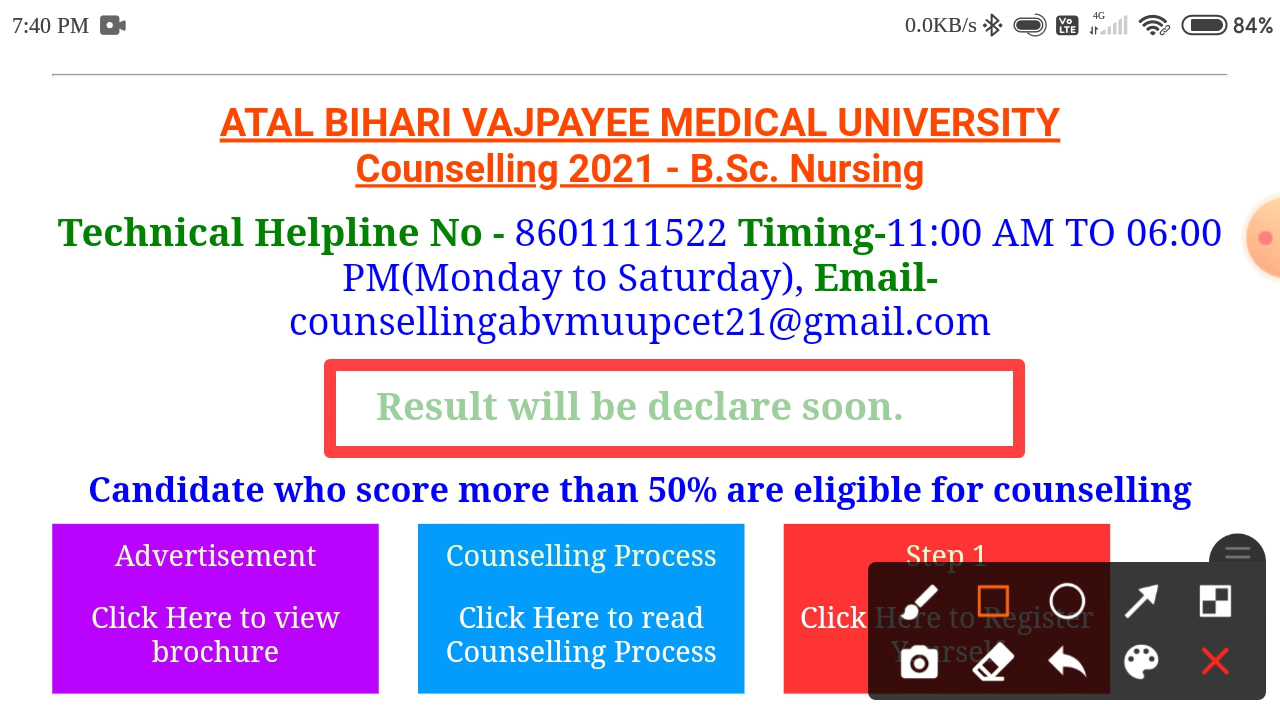 7:40 PM 0.0KB/s Vo LTE 4G 84%
ATAL BIHARI VAJPAYEE MEDICAL UNIVERSITY
Counselling 2021 - B.Sc. Nursing
Technical Helpline No - 8601111522 Timing-11:00 AM TO 06:00
PM(Monday to Saturday), Email-
counsellingabvmuupcet21@gmail.com
Result will be declare soon.
Candidate who score more than 50% are eligible for counselling
Advertisement
Click Here to view
brochure
Counselling Process
Click Here to read
Counselling Process
Step 1
Click Here to Register
Yourself